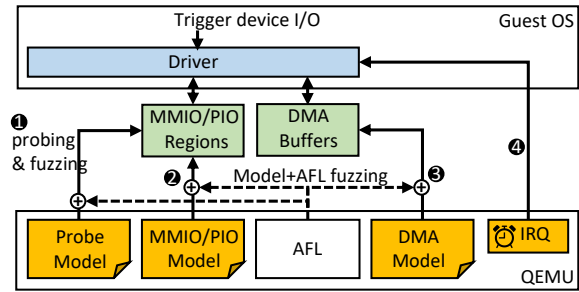 Trigger device I/O
Guest OS
Driver
❶
probing
& fuzzing
MMIO/PIO
Regions
DMA
Buffers
❹
❷
Model+AFL fuzzing
❸
Probe
Model
MMIO/PIO
Model
AFL
DMA
Model
IRQ
QEMU